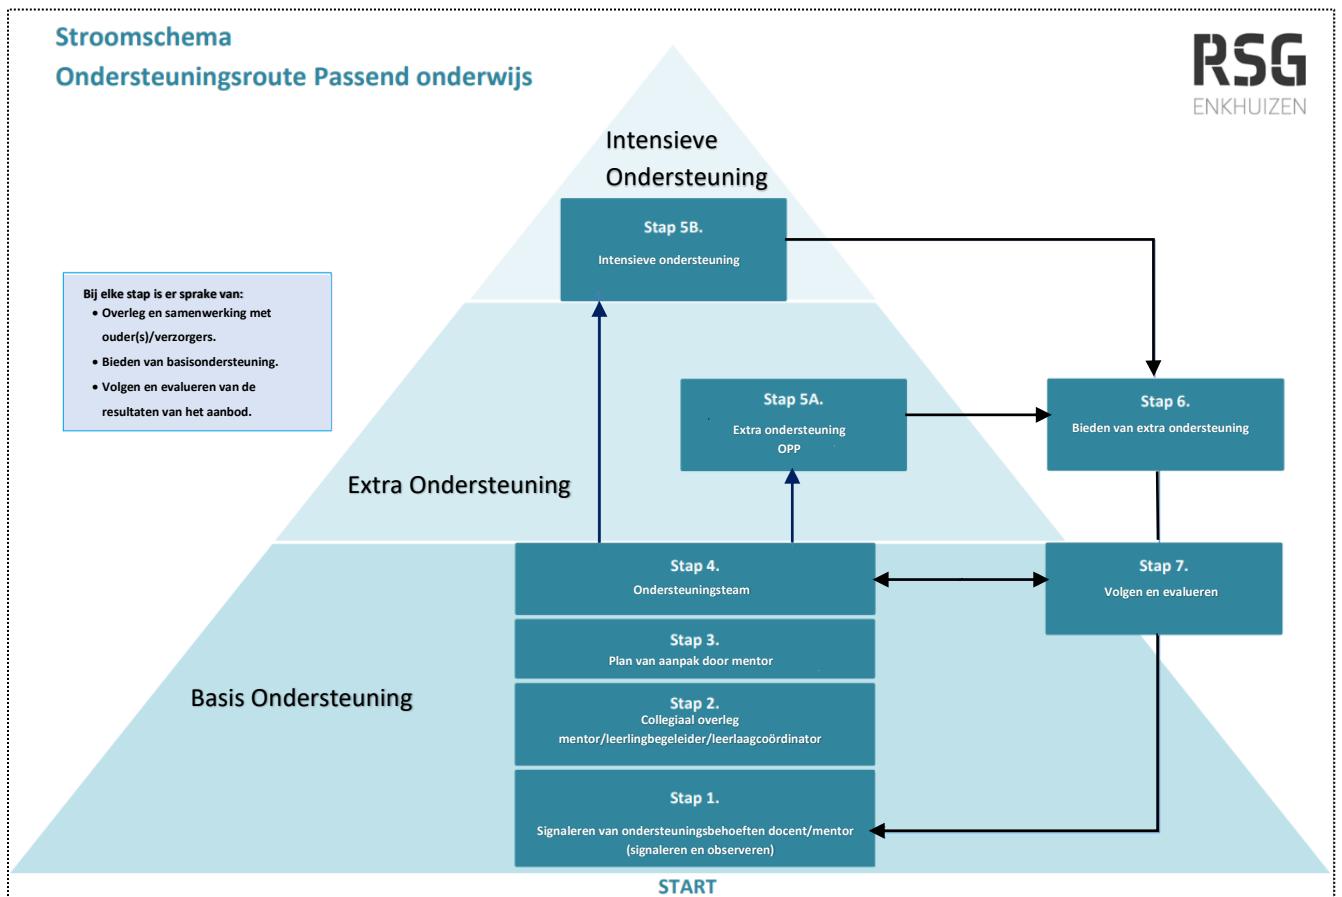 Stroomschema
Ondersteuningsroute Passend onderwijs
RSG
ENKHUIZEN
Intensieve
Ondersteuning
Stap 5B.
Intensieve ondersteuning
Bij elke stap is er sprake van:
• Overleg en samenwerking met
ouder(s)/verzorgers.
• Bieden van basisondersteuning.
• Volgen en evalueren van de
resultaten van het aanbod.
Stap 5A.
Extra ondersteuning
OPP
Stap 6.
Bieden van extra ondersteuning
Extra Ondersteuning
Stap 4.
Ondersteuningsteam
Stap 7.
Volgen en evalueren
Stap 3.
Plan van aanpak door mentor
Basis Ondersteuning
Stap 2.
Collegiaal overleg
mentor/leerlingbegeleider/leerlaagcoördinator
Stap 1.
Signaleren van ondersteuningsbehoeften docent/mentor
(signaleren en observeren)
START